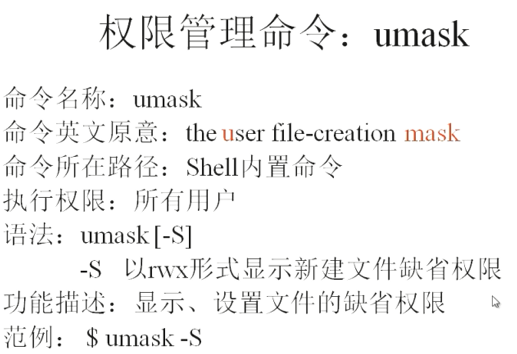 权限管理命令：umask
命令名称：umask
命令英文原意：the user file-creation mask
命令所在路径：Shell内置命令
执行权限：所有用户
语法：umask [-S]
-S 以rwx形式显示新建文件缺省权限
功能描述：显示、设置文件的缺省权限
范例： $ umask -S